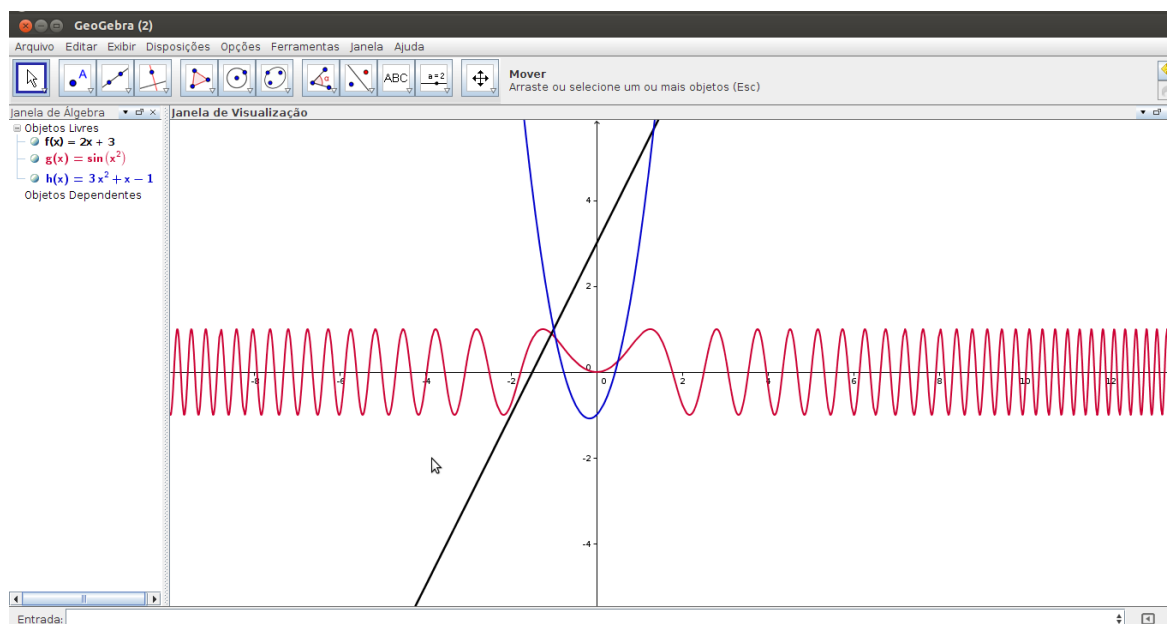 GeoGebra (2)
Arquivo Editar Exibir Disposições Opções Ferramentas Janela Ajuda
A
α
ABC
a=2
Mover
Arraste ou selecione um ou mais objetos (Esc)
Janela de Álgebra
Janela de Visualização
Objetos Livres
f(x) = 2x + 3
g(x) = sin(x²)
h(x) = 3x² + x − 1
Objetos Dependentes
4
2
0
-8 -6 -4 -2 0 2 4 6 8 10 12
-2
-4
Entrada: